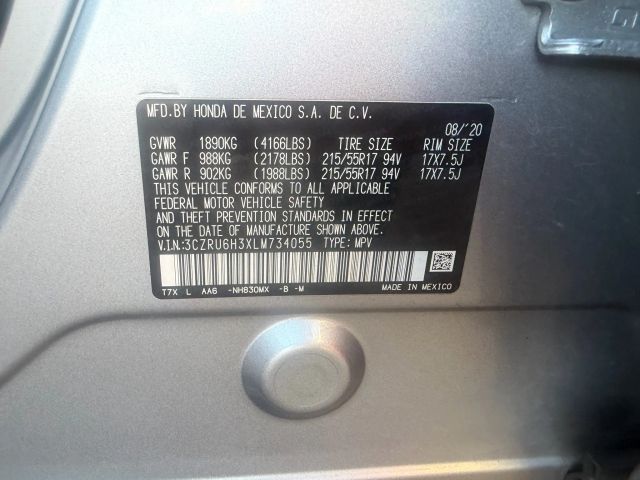 MFD.BY HONDA DE MEXICO S.A. DE C.V.
08/'20
GVWR 1890KG (4166LBS) TIRE SIZE RIM SIZE
GAWR F 988KG (2178LBS) 215/55R17 94V 17X7.5J
GAWR R 902KG (1988LBS) 215/55R17 94V 17X7.5J
THIS VEHICLE CONFORMS TO ALL APPLICABLE
FEDERAL MOTOR VEHICLE SAFETY
AND THEFT PREVENTION STANDARDS IN EFFECT
ON THE DATE OF MANUFACTURE SHOWN ABOVE.
V.I.N:3CZRU6H3XLM734055 TYPE: MPV
T7X L AA6 -NH830MX -B -M MADE IN MEXICO